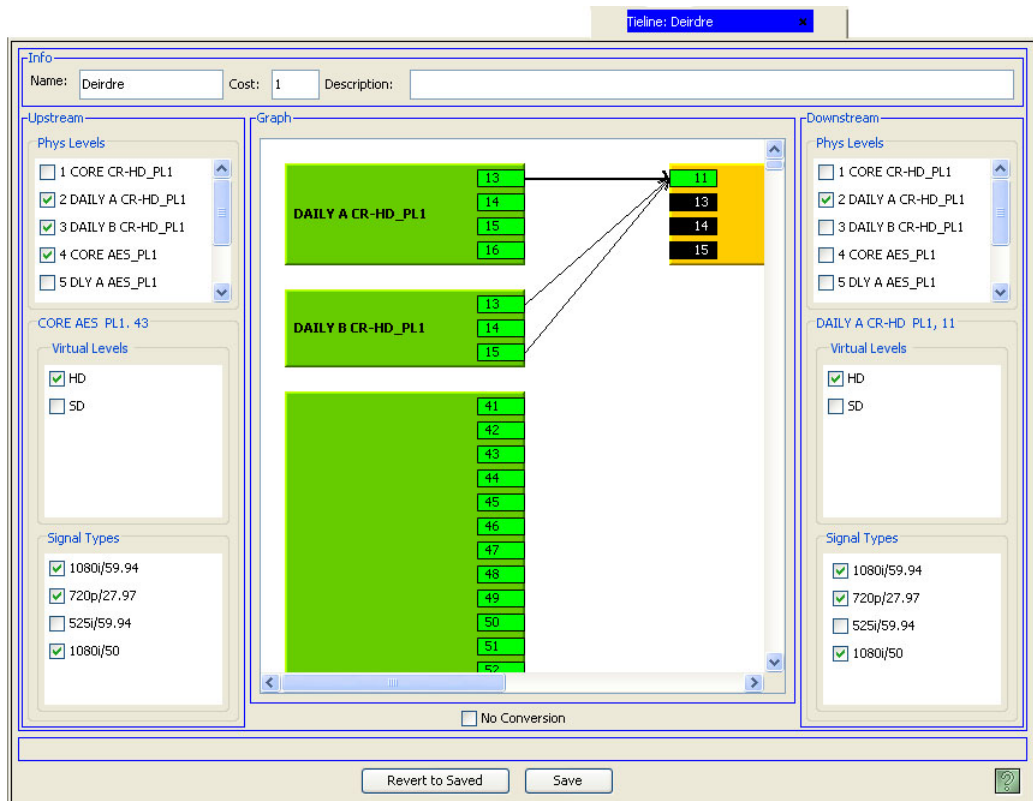 Tieline: Deirdre ×
Info
Name: Deirdre Cost: 1 Description:
Upstream
Phys Levels
1 CORE CR-HD_PL1
2 DAILY A CR-HD_PL1
3 DAILY B CR-HD_PL1
4 CORE AES_PL1
5 DLY A AES_PL1
CORE AES PL1. 43
Virtual Levels
HD
SD
Signal Types
1080i/59.94
720p/27.97
525i/59.94
1080i/50
Graph
DAILY A CR-HD_PL1
13
14
15
16
DAILY B CR-HD_PL1
13
14
15
41
42
43
44
45
46
47
48
49
50
51
52
11
13
14
15
No Conversion
Downstream
Phys Levels
1 CORE CR-HD_PL1
2 DAILY A CR-HD_PL1
3 DAILY B CR-HD_PL1
4 CORE AES_PL1
5 DLY A AES_PL1
DAILY A CR-HD PL1, 11
Virtual Levels
HD
SD
Signal Types
1080i/59.94
720p/27.97
525i/59.94
1080i/50
Revert to Saved Save ?